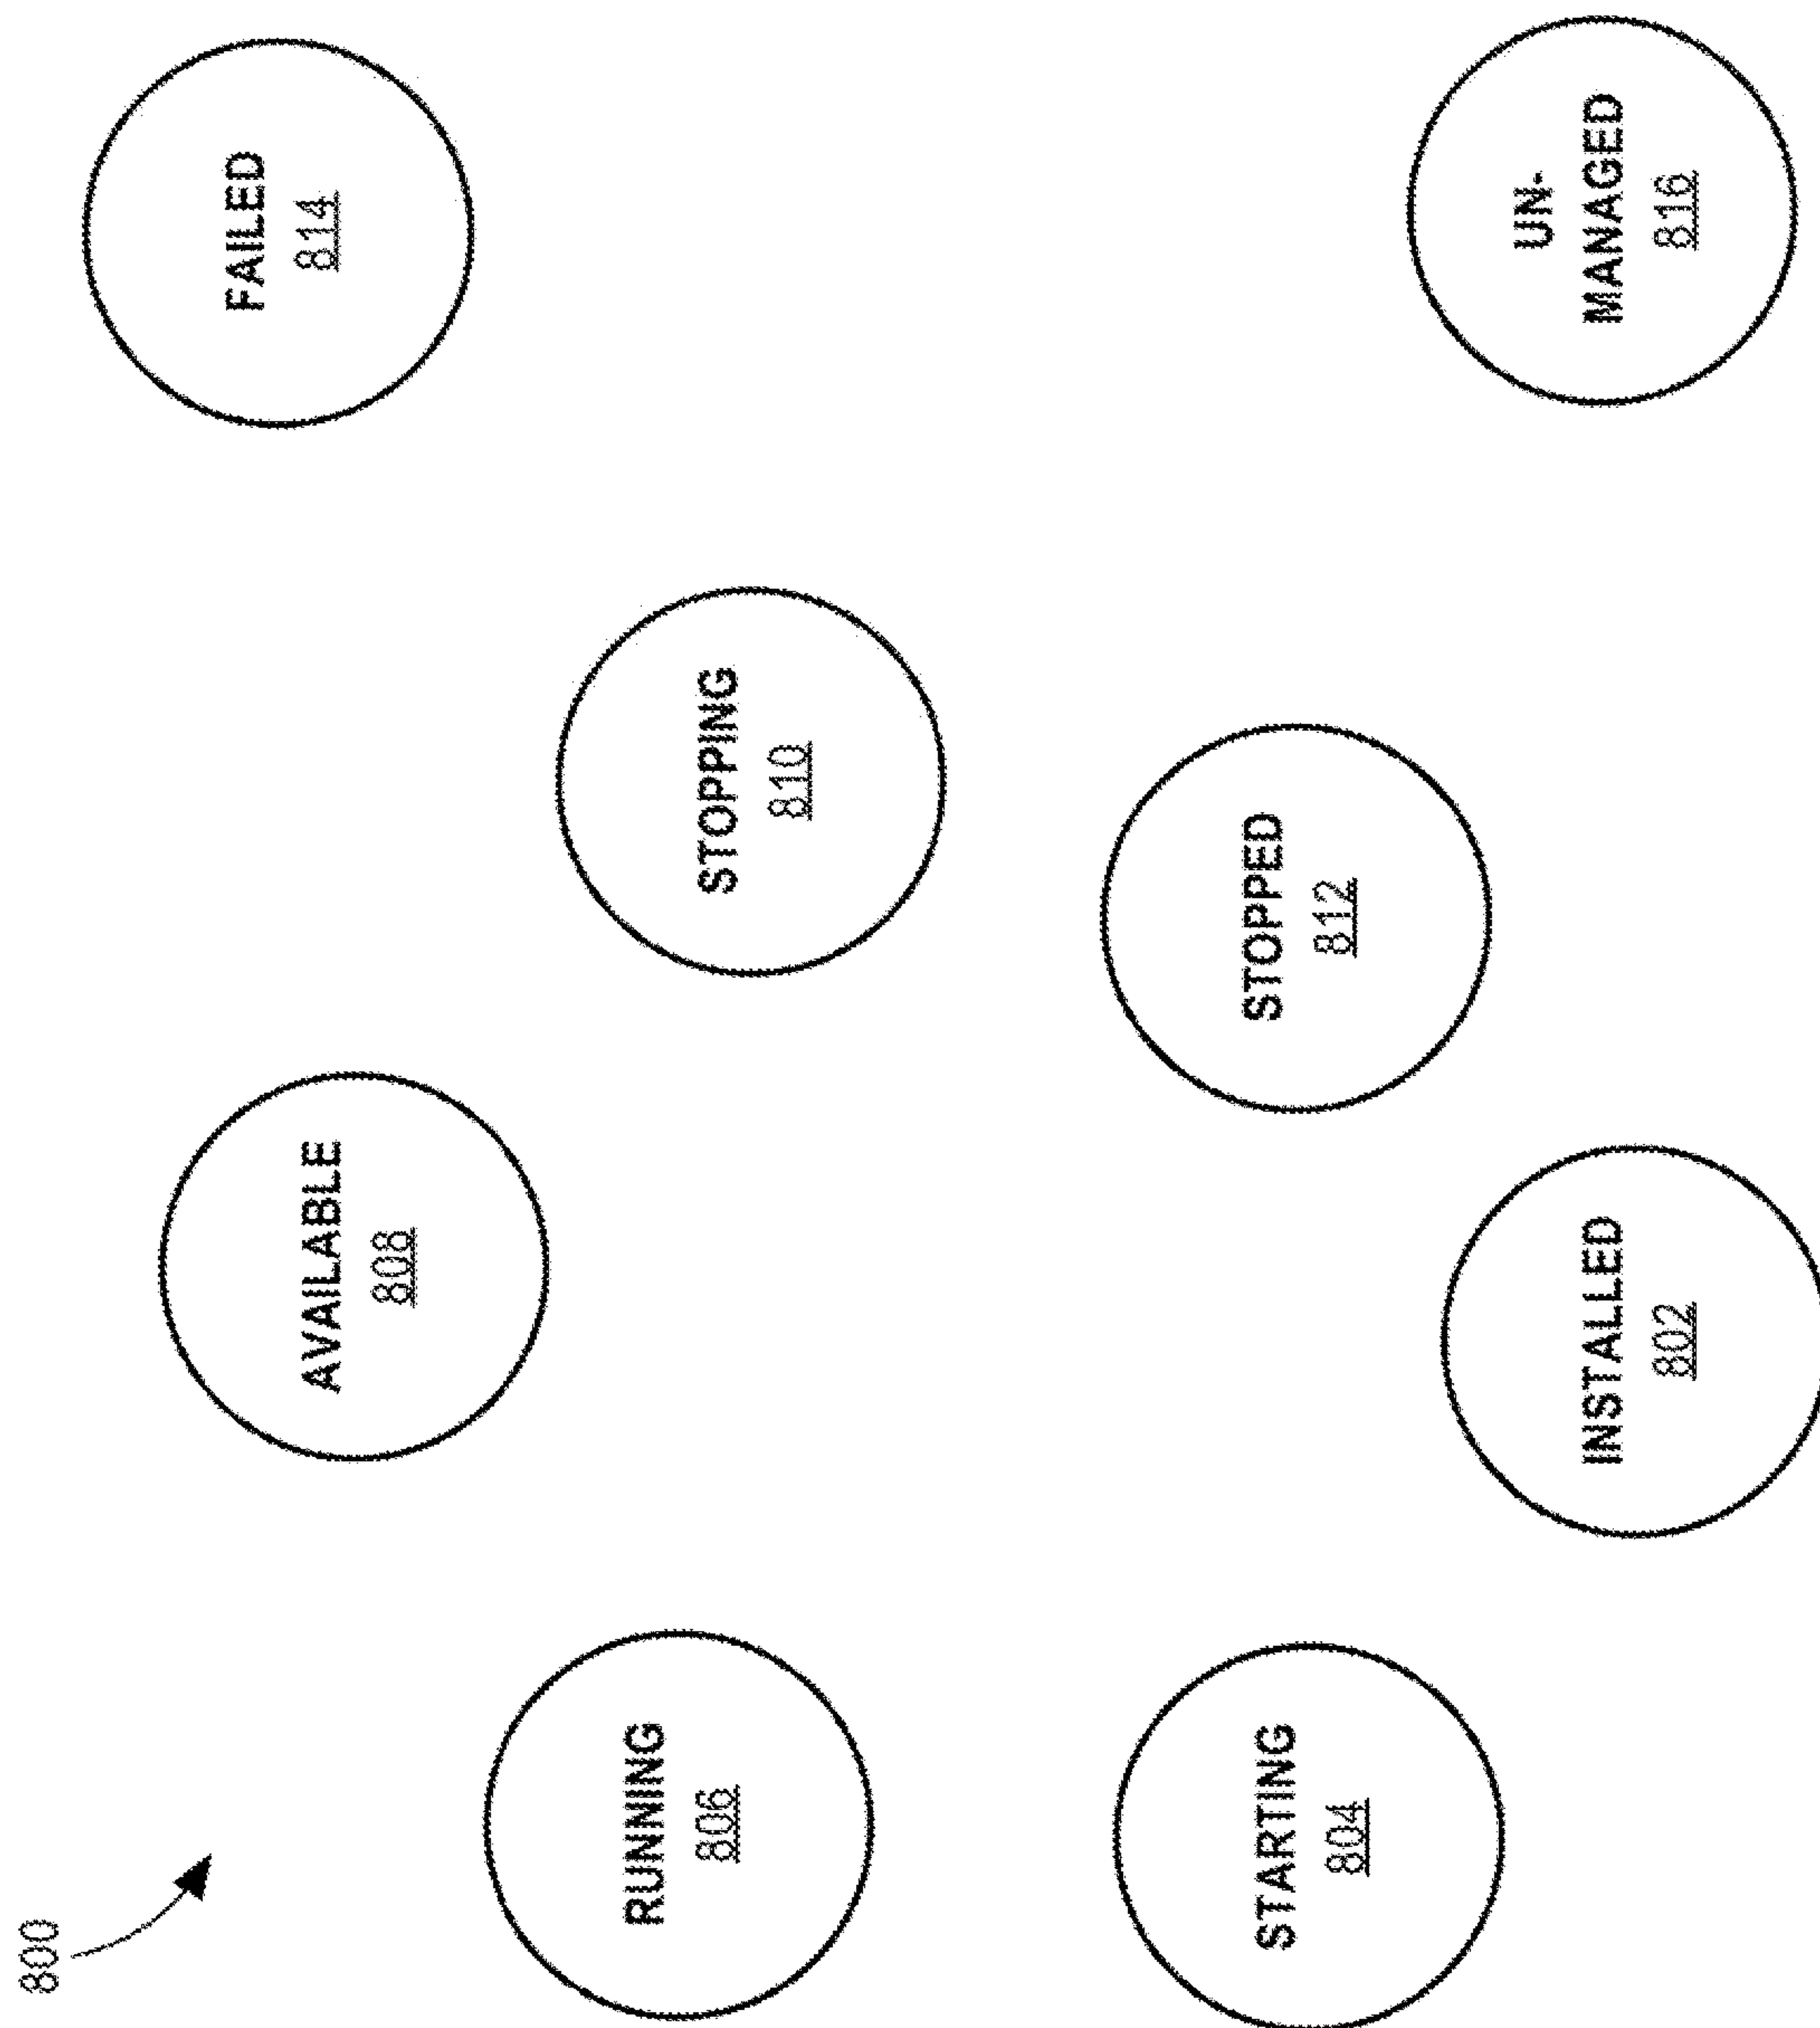 800
AVAILABLE
808
FAILED
814
RUNNING
806
STOPPING
810
STARTING
804
STOPPED
812
INSTALLED
802
UN-
MANAGED
816